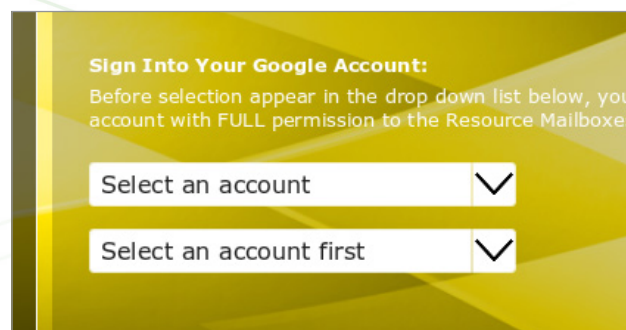 Sign Into Your Google Account:
Before selection appear in the drop down list below, you
account with FULL permission to the Resource Mailboxe
Select an account
Select an account first